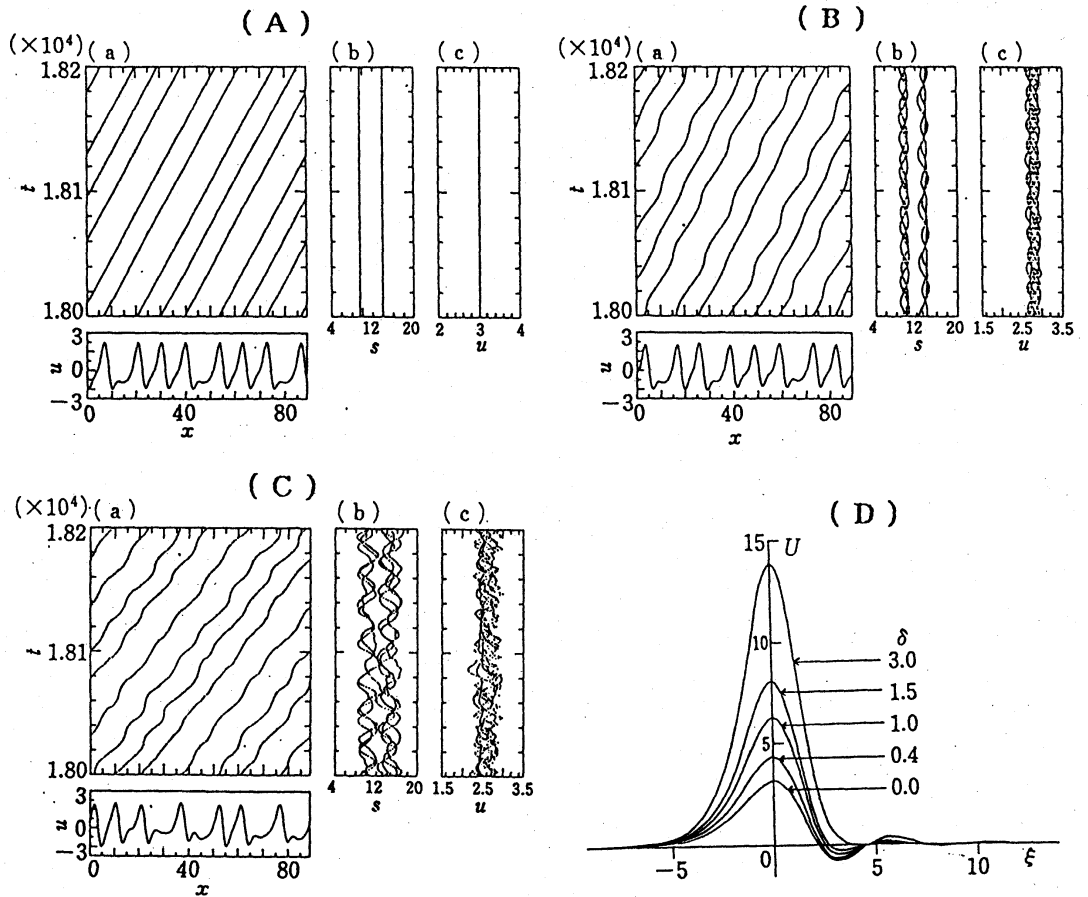 (A)
(×10⁴) (a) (b) (c)
1.82
1.81
1.80
t
4 12 20
s
2 3 4
u
3
0
−3
u
0 40 80
x
(B)
(×10⁴) (a) (b) (c)
1.82
1.81
1.80
t
4 12 20
s
1.5 2.5 3.5
u
3
0
−3
u
0 40 80
x
(C)
(×10⁴) (a) (b) (c)
1.82
1.81
1.80
t
4 12 20
s
1.5 2.5 3.5
u
3
0
−3
u
0 40 80
x
(D)
15 U
10
5
δ
3.0
1.5
1.0
0.4
0.0
−5 0 5 10 ξ